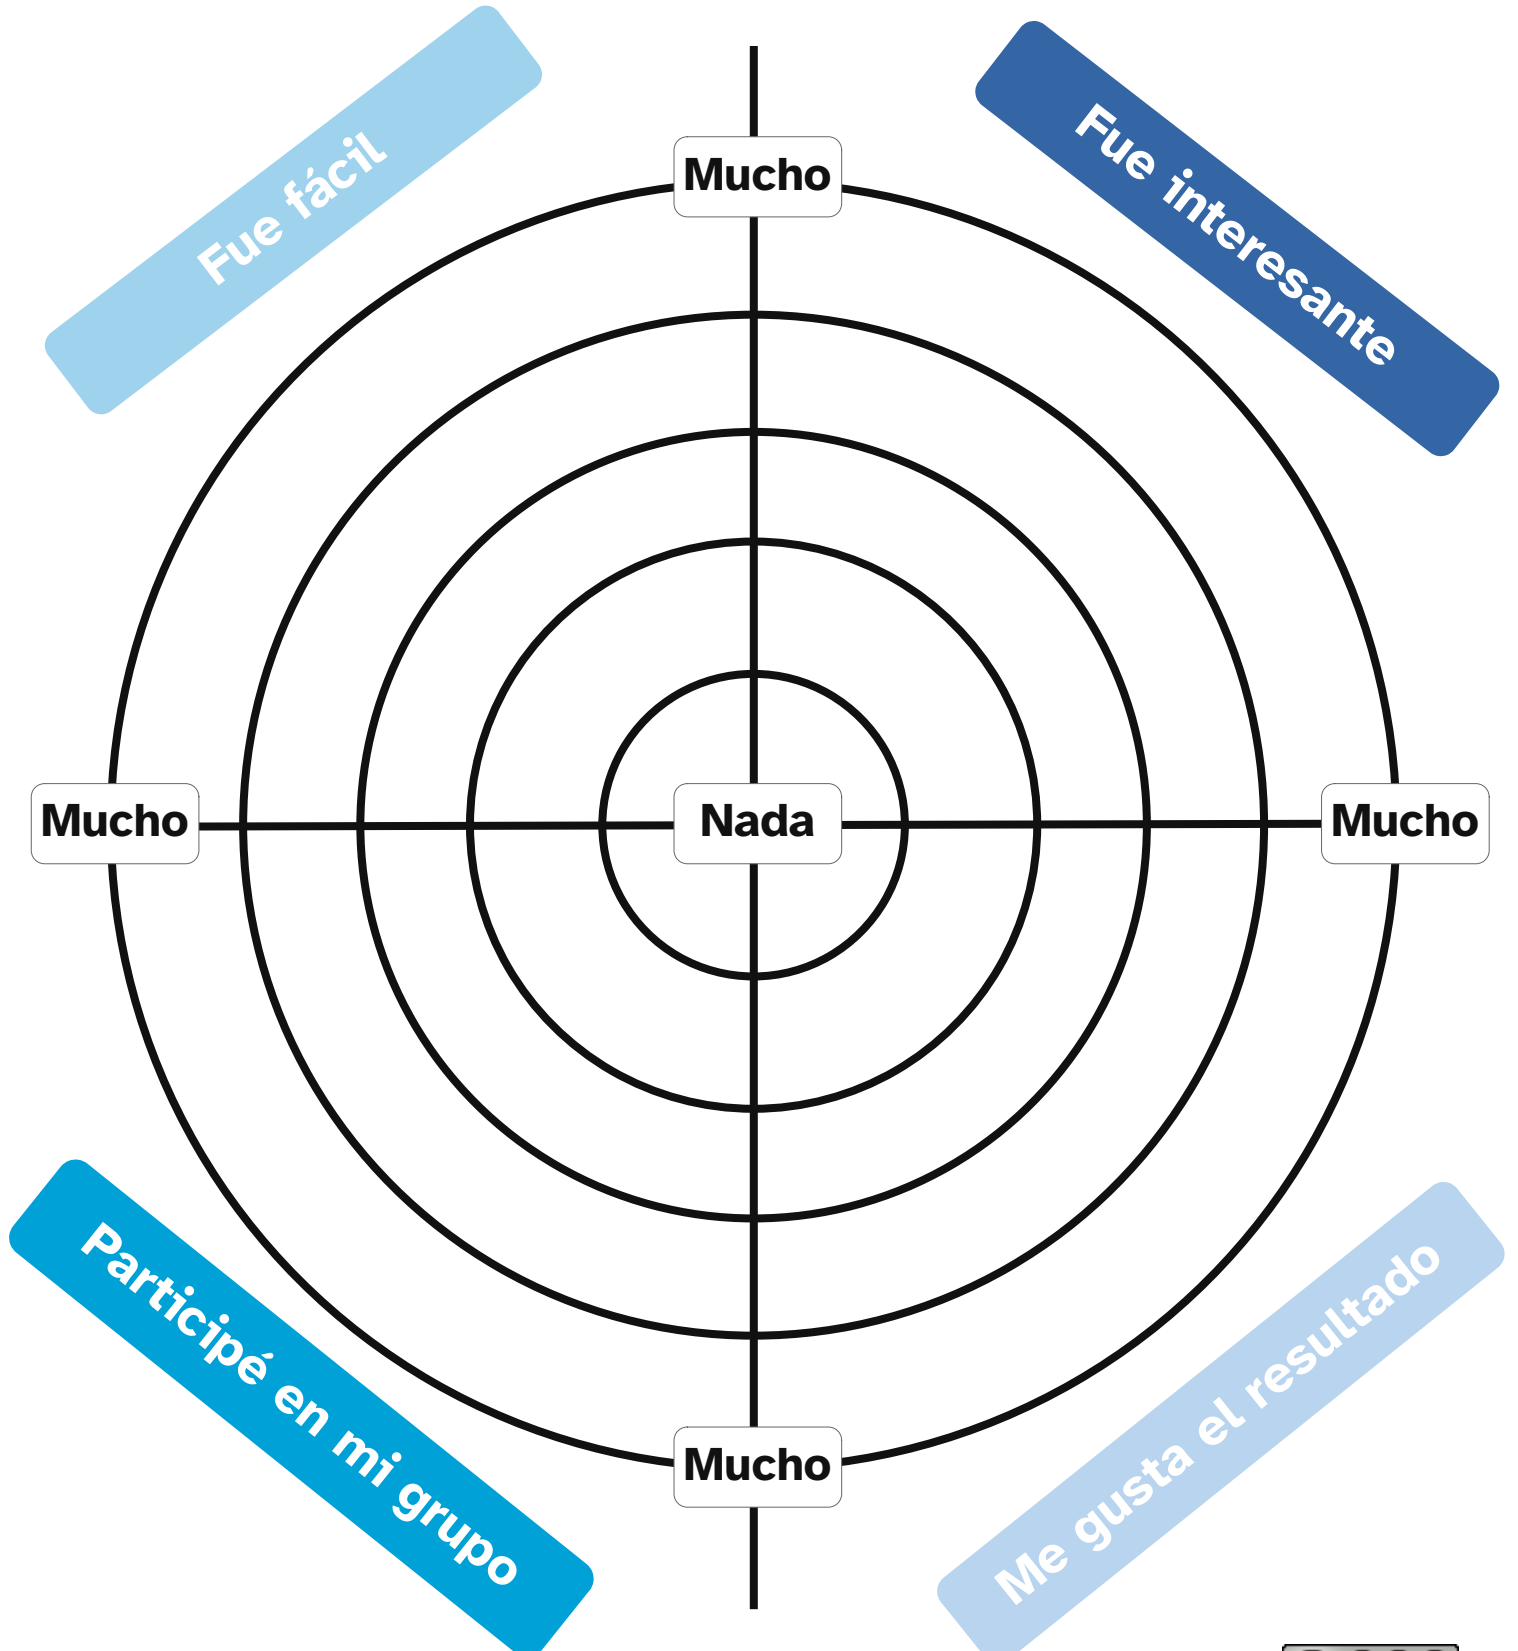 Fue fácil
Fue interesante
Mucho
Mucho
Nada
Mucho
Participé en mi grupo
Me gusta el resultado
Mucho